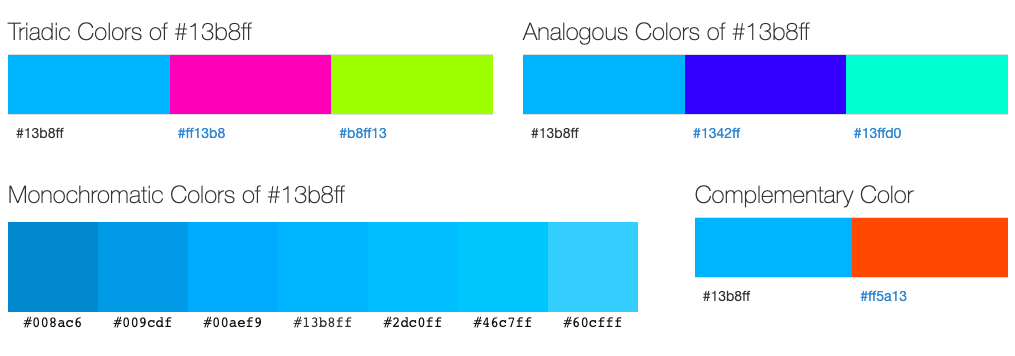 Triadic Colors of #13b8ff
#13b8ff #ff13b8 #b8ff13
Analogous Colors of #13b8ff
#13b8ff #1342ff #13ffd0
Monochromatic Colors of #13b8ff
#008ac6 #009cdf #00aef9 #13b8ff #2dc0ff #46c7ff #60cfff
Complementary Color
#13b8ff #ff5a13